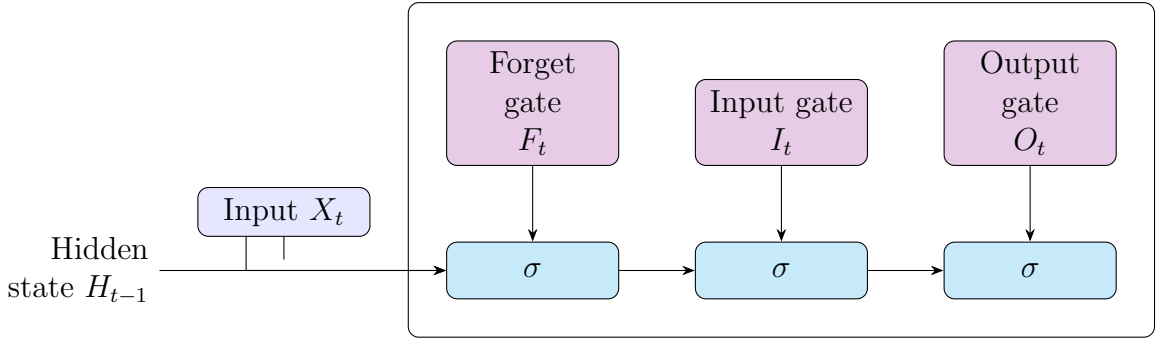 Forget
gate
F_t
Input gate
I_t
Output
gate
O_t
Input X_t
Hidden
state H_{t−1}
σ
σ
σ